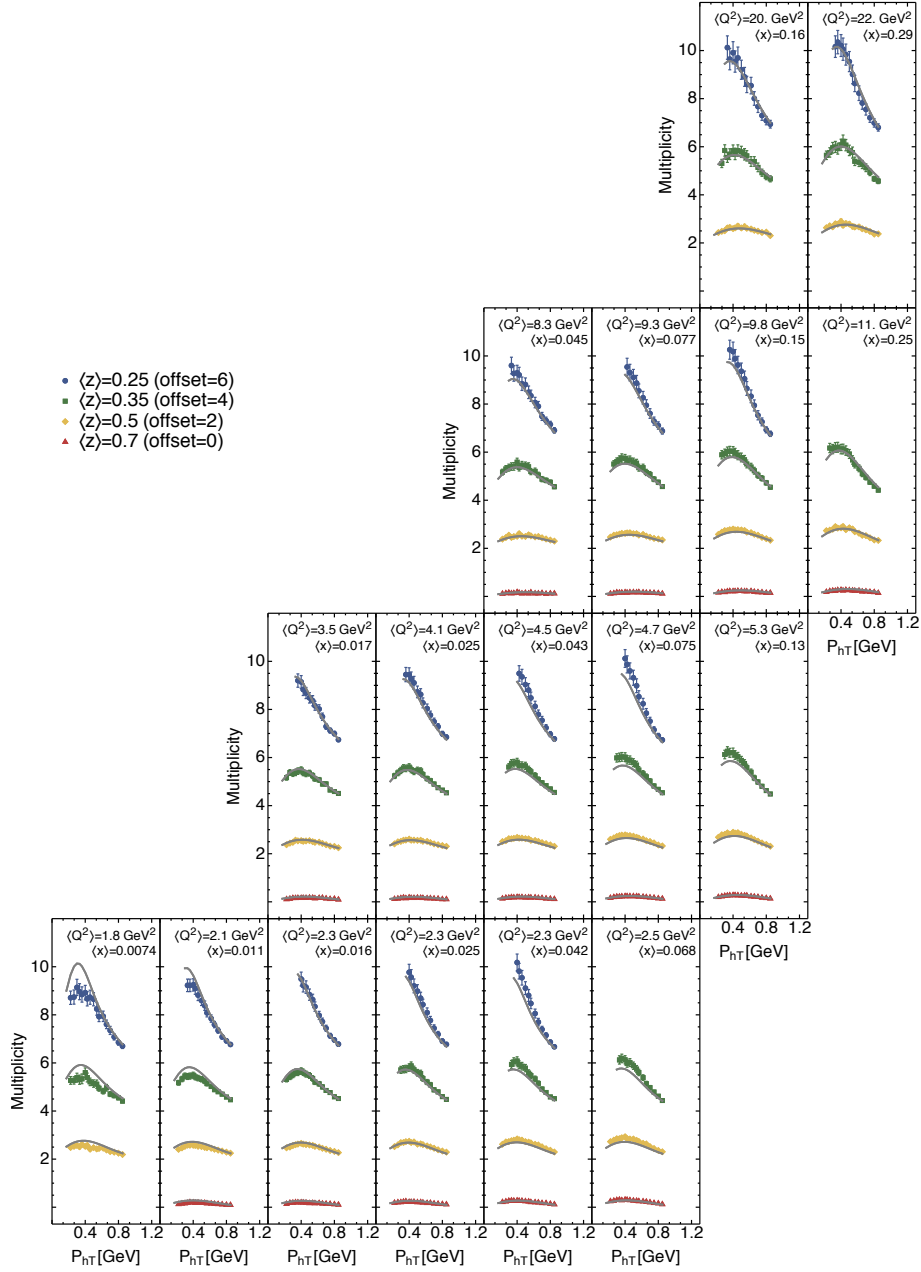 ⟨Q²⟩=20. GeV² ⟨Q²⟩=22. GeV²
⟨x⟩=0.16 ⟨x⟩=0.29
10
8
6
4
2
Multiplicity
⟨z⟩=0.25 (offset=6)
⟨z⟩=0.35 (offset=4)
⟨z⟩=0.5 (offset=2)
⟨z⟩=0.7 (offset=0)
⟨Q²⟩=8.3 GeV² ⟨Q²⟩=9.3 GeV² ⟨Q²⟩=9.8 GeV² ⟨Q²⟩=11. GeV²
⟨x⟩=0.045 ⟨x⟩=0.077 ⟨x⟩=0.15 ⟨x⟩=0.25
10
8
6
4
2
Multiplicity
0.4 0.8 1.2
P_hT[GeV]
⟨Q²⟩=3.5 GeV² ⟨Q²⟩=4.1 GeV² ⟨Q²⟩=4.5 GeV² ⟨Q²⟩=4.7 GeV² ⟨Q²⟩=5.3 GeV²
⟨x⟩=0.017 ⟨x⟩=0.025 ⟨x⟩=0.043 ⟨x⟩=0.075 ⟨x⟩=0.13
10
8
6
4
2
Multiplicity
0.4 0.8 1.2
P_hT[GeV]
⟨Q²⟩=1.8 GeV² ⟨Q²⟩=2.1 GeV² ⟨Q²⟩=2.3 GeV² ⟨Q²⟩=2.3 GeV² ⟨Q²⟩=2.3 GeV² ⟨Q²⟩=2.5 GeV²
⟨x⟩=0.0074 ⟨x⟩=0.011 ⟨x⟩=0.016 ⟨x⟩=0.025 ⟨x⟩=0.042 ⟨x⟩=0.068
10
8
6
4
2
Multiplicity
0.4 0.8 1.2 0.4 0.8 1.2 0.4 0.8 1.2 0.4 0.8 1.2 0.4 0.8 1.2 0.4 0.8 1.2
P_hT[GeV] P_hT[GeV] P_hT[GeV] P_hT[GeV] P_hT[GeV] P_hT[GeV]